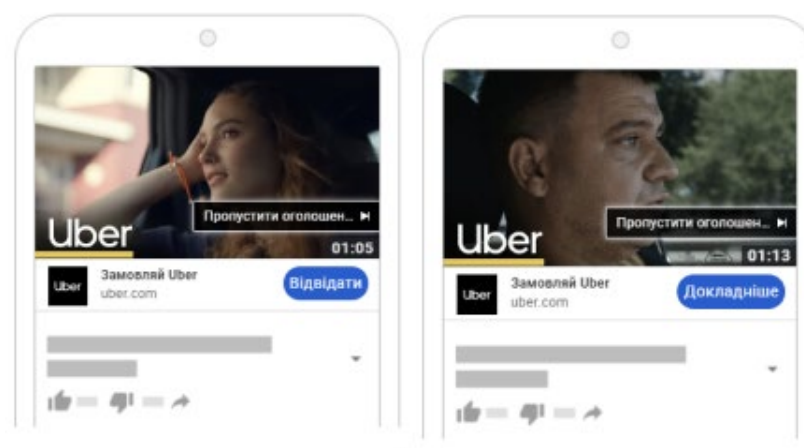 Пропустити оголошен...
Uber
01:05
Uber
Замовляй Uber
uber.com
Відвідати
Пропустити оголошен...
Uber
01:13
Uber
Замовляй Uber
uber.com
Докладніше